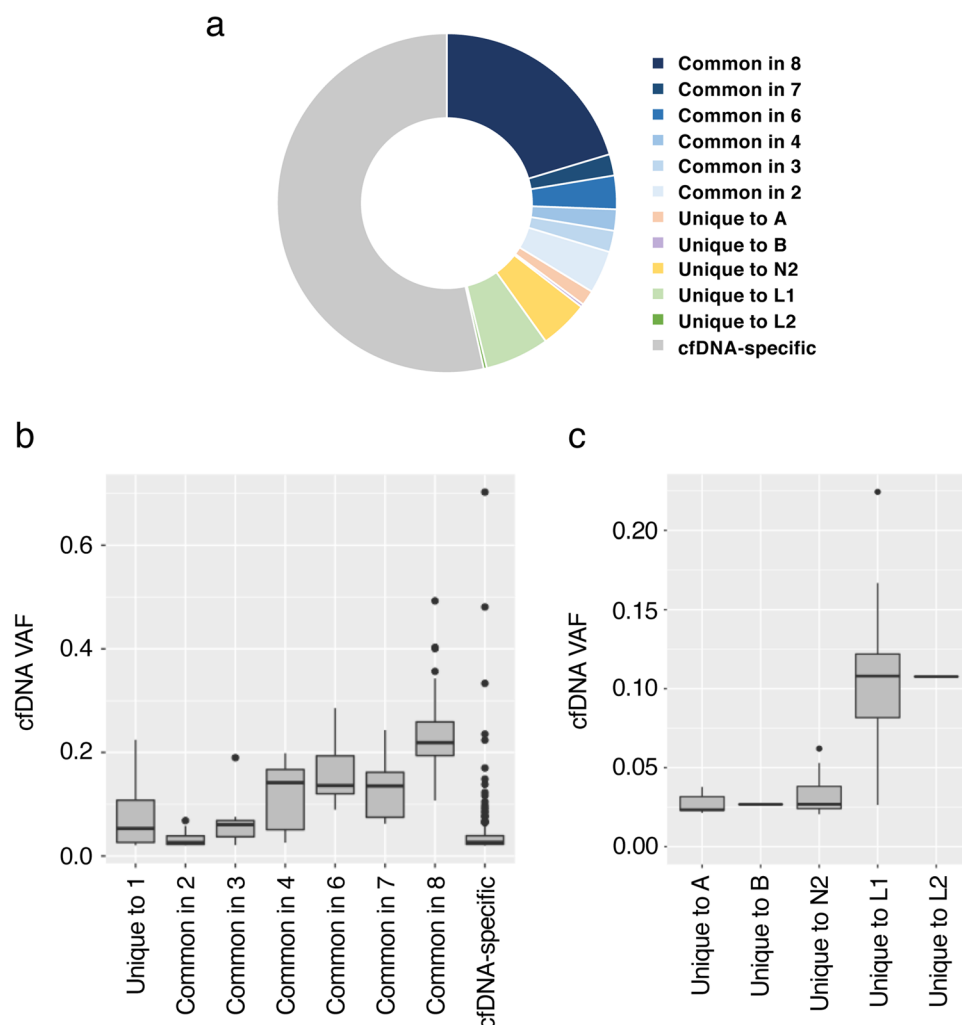 a
Common in 8
Common in 7
Common in 6
Common in 4
Common in 3
Common in 2
Unique to A
Unique to B
Unique to N2
Unique to L1
Unique to L2
cfDNA-specific
b
cfDNA VAF
0.6
0.4
0.2
0.0
Unique to 1
Common in 2
Common in 3
Common in 4
Common in 6
Common in 7
Common in 8
cfDNA-specific
c
cfDNA VAF
0.20
0.15
0.10
0.05
0.00
Unique to A
Unique to B
Unique to N2
Unique to L1
Unique to L2